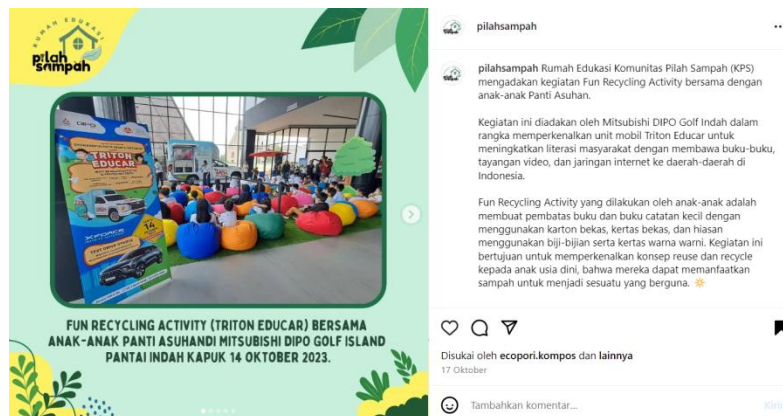 RUMAH EDUKASI
pilah
sampah
DIPO
TRITON
EDUCAR
14
XFORCE
FUN RECYCLING ACTIVITY (TRITON EDUCAR) BERSAMA
ANAK-ANAK PANTI ASUHANDI MITSUBISHI DIPO GOLF ISLAND
PANTAI INDAH KAPUK 14 OKTOBER 2023.
pilahsampah
pilahsampah Rumah Edukasi Komunitas Pilah Sampah (KPS)
mengadakan kegiatan Fun Recycling Activity bersama dengan
anak-anak Panti Asuhan.
Kegiatan ini diadakan oleh Mitsubishi DIPO Golf Indah dalam
rangka memperkenalkan unit mobil Triton Educar untuk
meningkatkan literasi masyarakat dengan membawa buku-buku,
tayangan video, dan jaringan internet ke daerah-daerah di
Indonesia.
Fun Recycling Activity yang dilakukan oleh anak-anak adalah
membuat pembatas buku dan buku catatan kecil dengan
menggunakan karton bekas, kertas bekas, dan hiasan
menggunakan biji-bijian serta kertas warna warni. Kegiatan ini
bertujuan untuk memperkenalkan konsep reuse dan recycle
kepada anak usia dini, bahwa mereka dapat memanfaatkan
sampah untuk menjadi sesuatu yang berguna. 🔆
Disukai oleh ecopori.kompos dan lainnya
17 Oktober
Tambahkan komentar...
Kirim